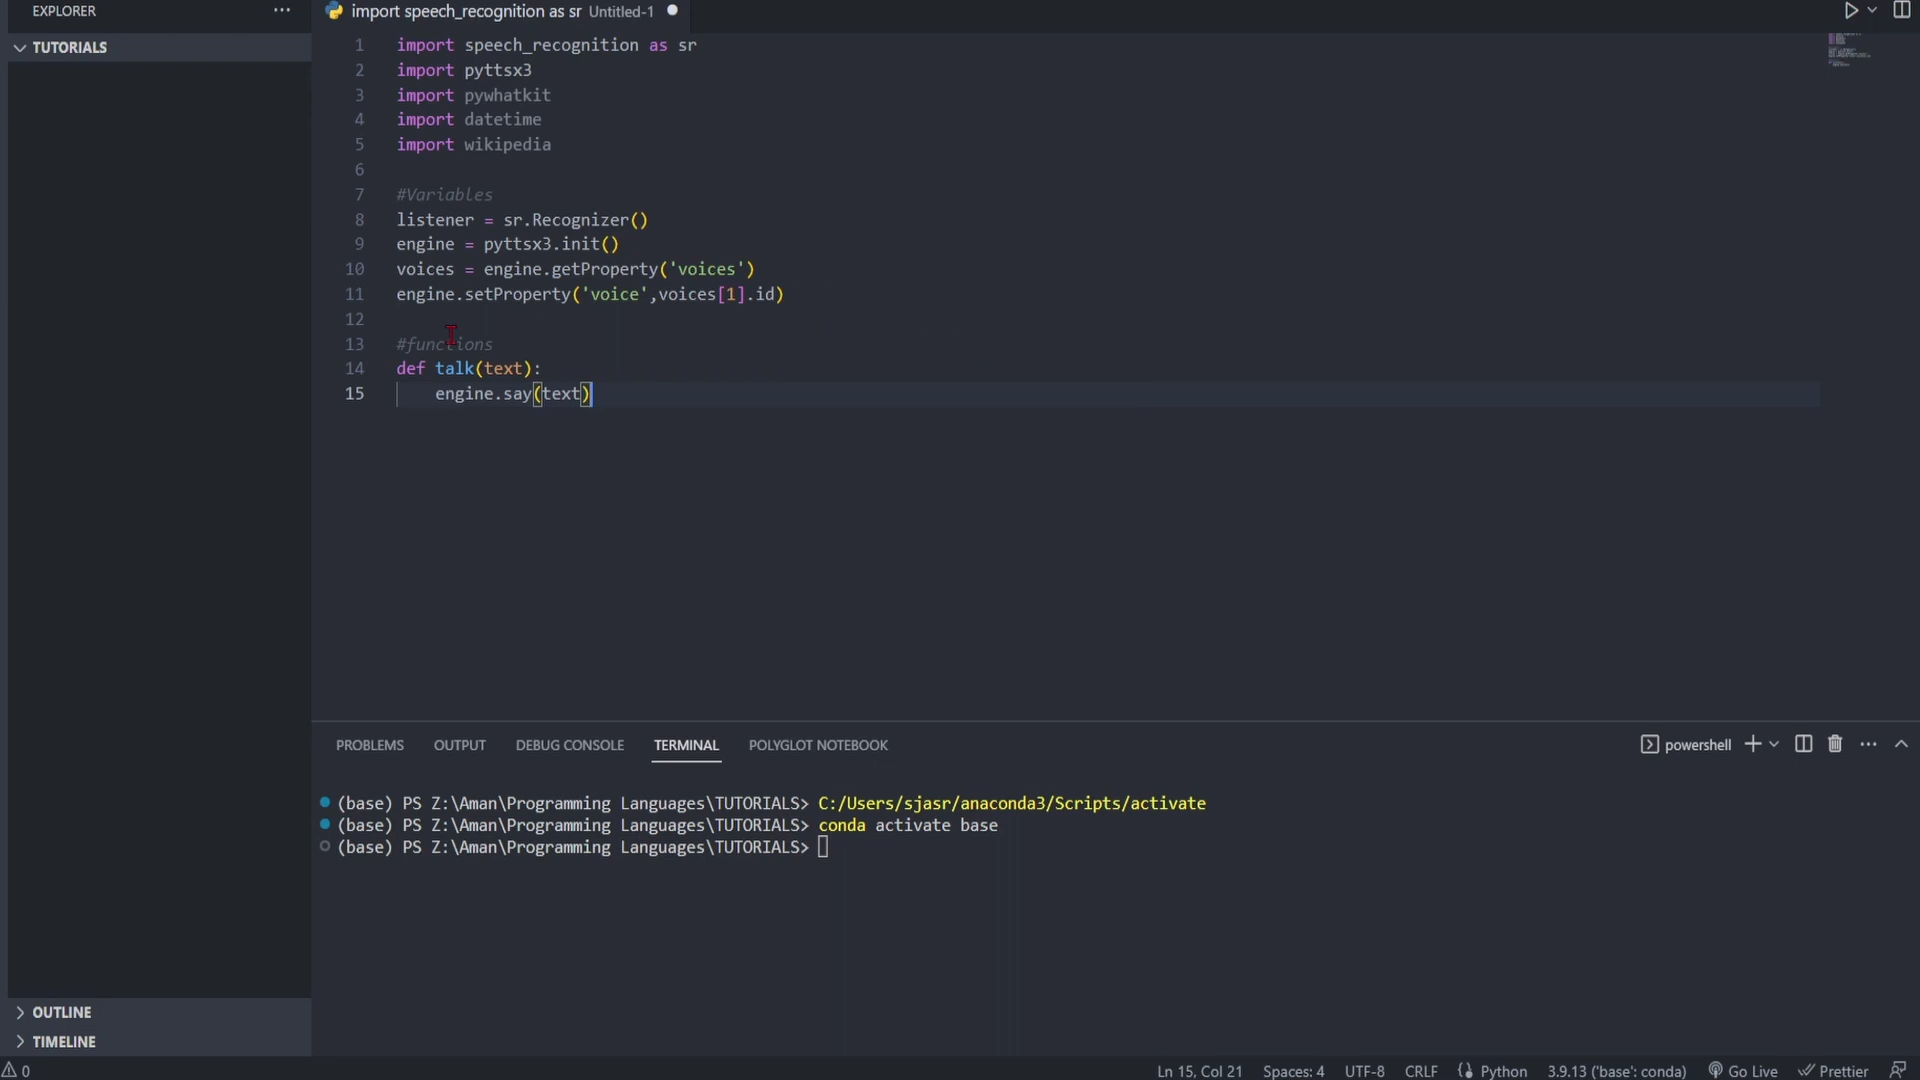 EXPLORER ...
import speech_recognition as sr Untitled-1
TUTORIALS
1 import speech_recognition as sr
2 import pyttsx3
3 import pywhatkit
4 import datetime
5 import wikipedia
6
7 #Variables
8 listener = sr.Recognizer()
9 engine = pyttsx3.init()
10 voices = engine.getProperty('voices')
11 engine.setProperty('voice',voices[1].id)
12
13 #functions
14 def talk(text):
15 engine.say(text)
PROBLEMS OUTPUT DEBUG CONSOLE TERMINAL POLYGLOT NOTEBOOK powershell
(base) PS Z:\Aman\Programming Languages\TUTORIALS> C:/Users/sjasr/anaconda3/Scripts/activate
(base) PS Z:\Aman\Programming Languages\TUTORIALS> conda activate base
(base) PS Z:\Aman\Programming Languages\TUTORIALS>
OUTLINE
TIMELINE
0 Ln 15, Col 21 Spaces: 4 UTF-8 CRLF Python 3.9.13 ('base': conda) Go Live Prettier